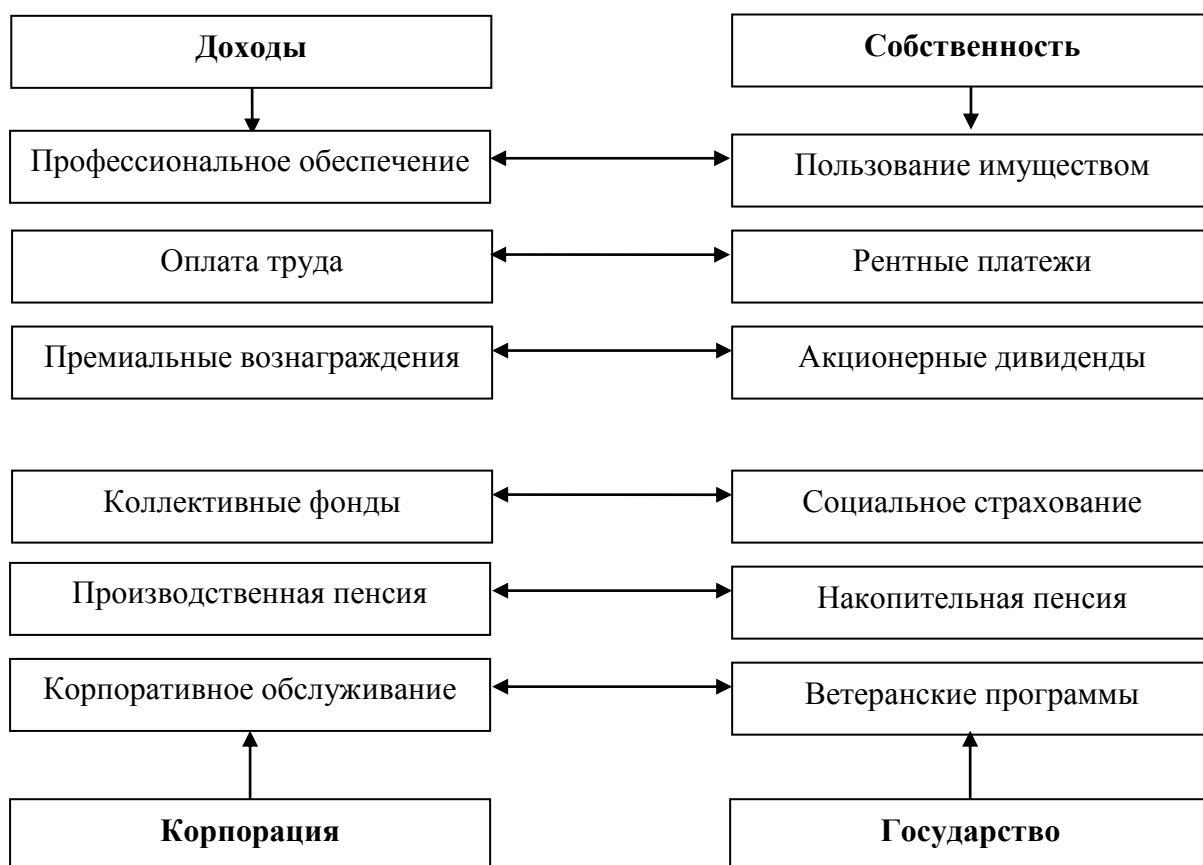 Доходы
Собственность
Профессиональное обеспечение
Пользование имуществом
Оплата труда
Рентные платежи
Премиальные вознаграждения
Акционерные дивиденды
Коллективные фонды
Социальное страхование
Производственная пенсия
Накопительная пенсия
Корпоративное обслуживание
Ветеранские программы
Корпорация
Государство